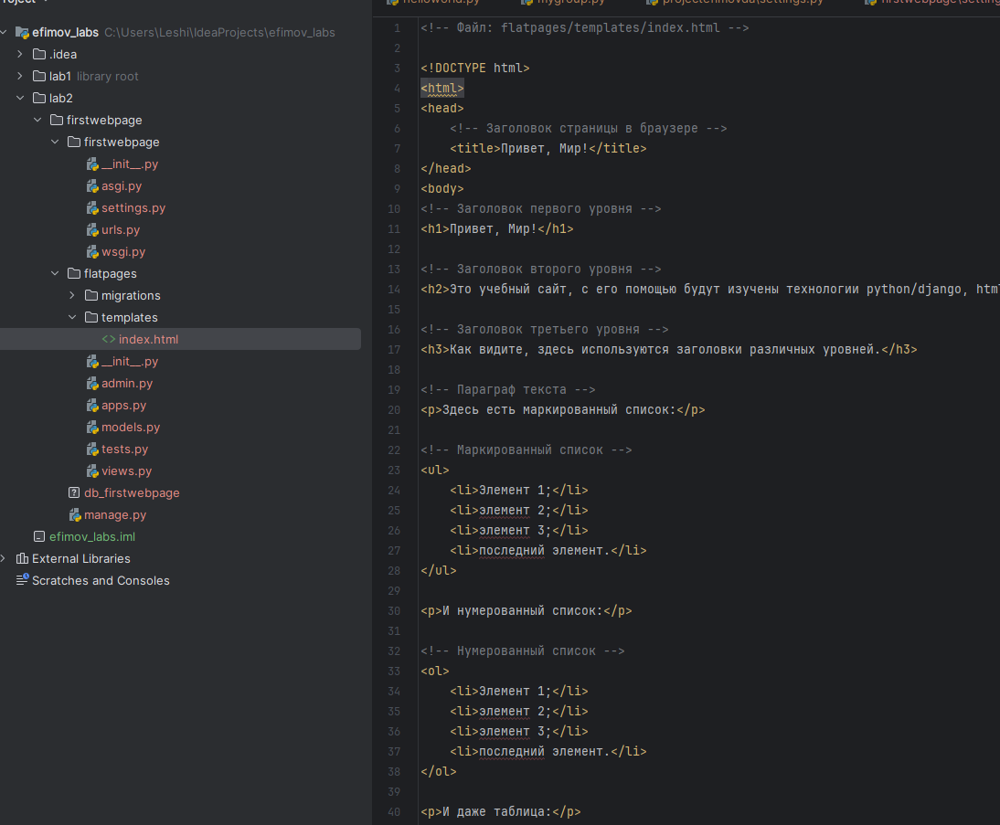 helloworld.py mygroup.py projectefimovda\settings.py
efimov_labs C:\Users\Leshi\IdeaProjects\efimov_labs
.idea
lab1 library root
lab2
firstwebpage
firstwebpage
__init__.py
asgi.py
settings.py
urls.py
wsgi.py
flatpages
migrations
templates
<> index.html
__init__.py
admin.py
apps.py
models.py
tests.py
views.py
db_firstwebpage
manage.py
efimov_labs.iml
External Libraries
Scratches and Consoles
1 <!-- Файл: flatpages/templates/index.html -->
2
3 <!DOCTYPE html>
4 <html>
5 <head>
6 <!-- Заголовок страницы в браузере -->
7 <title>Привет, Мир!</title>
8 </head>
9 <body>
10 <!-- Заголовок первого уровня -->
11 <h1>Привет, Мир!</h1>
12
13 <!-- Заголовок второго уровня -->
14 <h2>Это учебный сайт, с его помощью будут изучены технологии python/django, html
15
16 <!-- Заголовок третьего уровня -->
17 <h3>Как видите, здесь используются заголовки различных уровней.</h3>
18
19 <!-- Параграф текста -->
20 <p>Здесь есть маркированный список:</p>
21
22 <!-- Маркированный список -->
23 <ul>
24 <li>Элемент 1;</li>
25 <li>элемент 2;</li>
26 <li>элемент 3;</li>
27 <li>последний элемент.</li>
28 </ul>
29
30 <p>И нумерованный список:</p>
31
32 <!-- Нумерованный список -->
33 <ol>
34 <li>Элемент 1;</li>
35 <li>элемент 2;</li>
36 <li>элемент 3;</li>
37 <li>последний элемент.</li>
38 </ol>
39
40 <p>И даже таблица:</p>